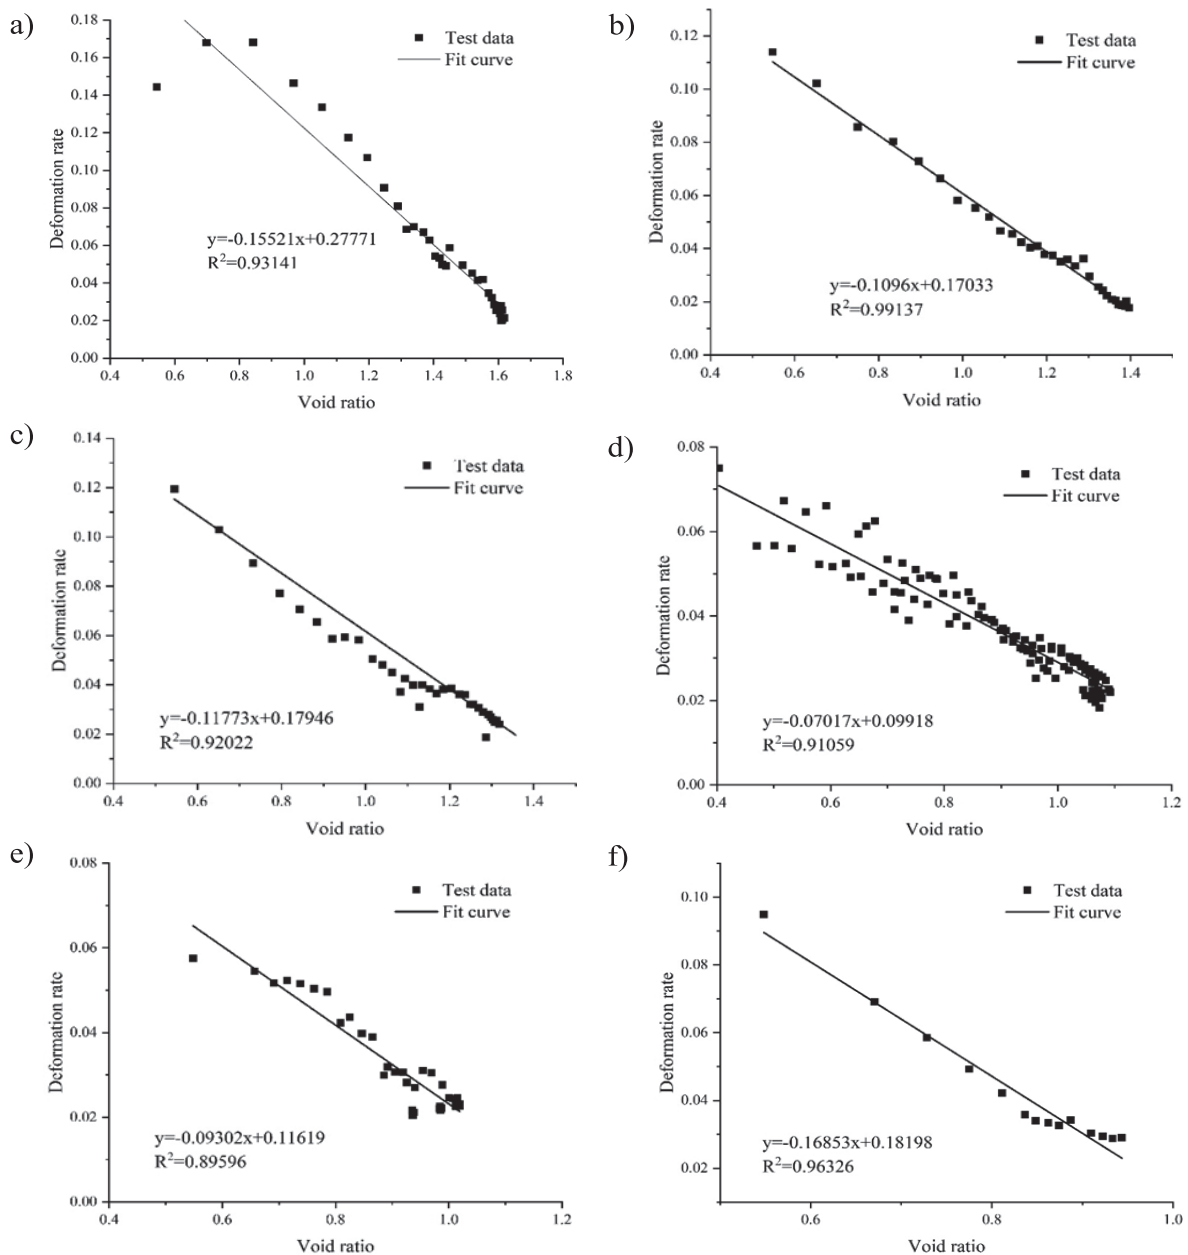 a)
0.18
0.16
0.14
0.12
0.10
0.08
0.06
0.04
0.02
0.00
Deformation rate
Test data
Fit curve
y=-0.15521x+0.27771
R²=0.93141
0.4 0.6 0.8 1.0 1.2 1.4 1.6 1.8
Void ratio
b)
0.12
0.10
0.08
0.06
0.04
0.02
0.00
Deformation rate
Test data
Fit curve
y=-0.1096x+0.17033
R²=0.99137
0.4 0.6 0.8 1.0 1.2 1.4
Void ratio
c)
0.14
0.12
0.10
0.08
0.06
0.04
0.02
0.00
Deformation rate
Test data
Fit curve
y=-0.11773x+0.17946
R²=0.92022
0.4 0.6 0.8 1.0 1.2 1.4
Void ratio
d)
0.08
0.06
0.04
0.02
0.00
Deformation rate
Test data
Fit curve
y=-0.07017x+0.09918
R²=0.91059
0.4 0.6 0.8 1.0 1.2
Void ratio
e)
0.08
0.06
0.04
0.02
0.00
Deformation rate
Test data
Fit curve
y=-0.09302x+0.11619
R²=0.89596
0.4 0.6 0.8 1.0 1.2
Void ratio
f)
0.10
0.08
0.06
0.04
0.02
Deformation rate
Test data
Fit curve
y=-0.16853x+0.18198
R²=0.96326
0.6 0.8 1.0
Void ratio